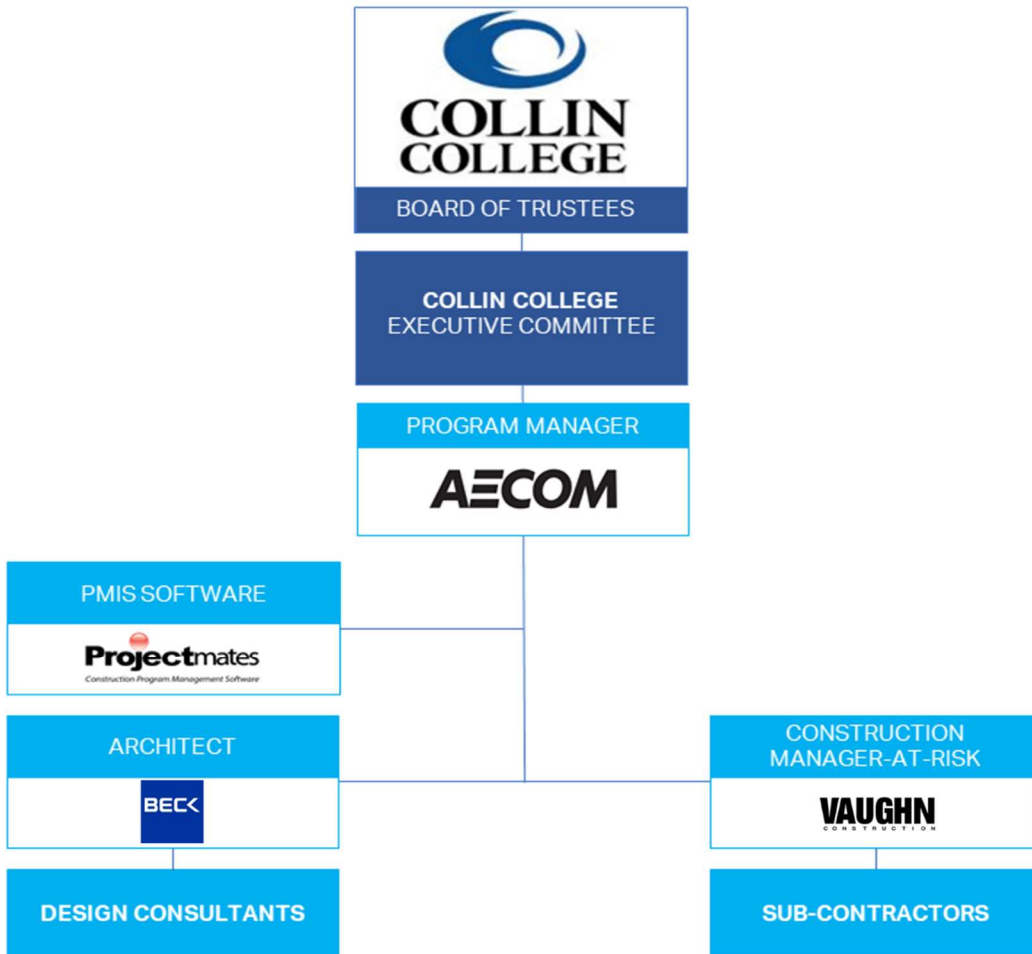 COLLIN
COLLEGE
BOARD OF TRUSTEES
COLLIN COLLEGE
EXECUTIVE COMMITTEE
PROGRAM MANAGER
AECOM
PMIS SOFTWARE
Projectmates
Construction Program Management Software
ARCHITECT
BECK
DESIGN CONSULTANTS
CONSTRUCTION
MANAGER-AT-RISK
VAUGHN
CONSTRUCTION
SUB-CONTRACTORS